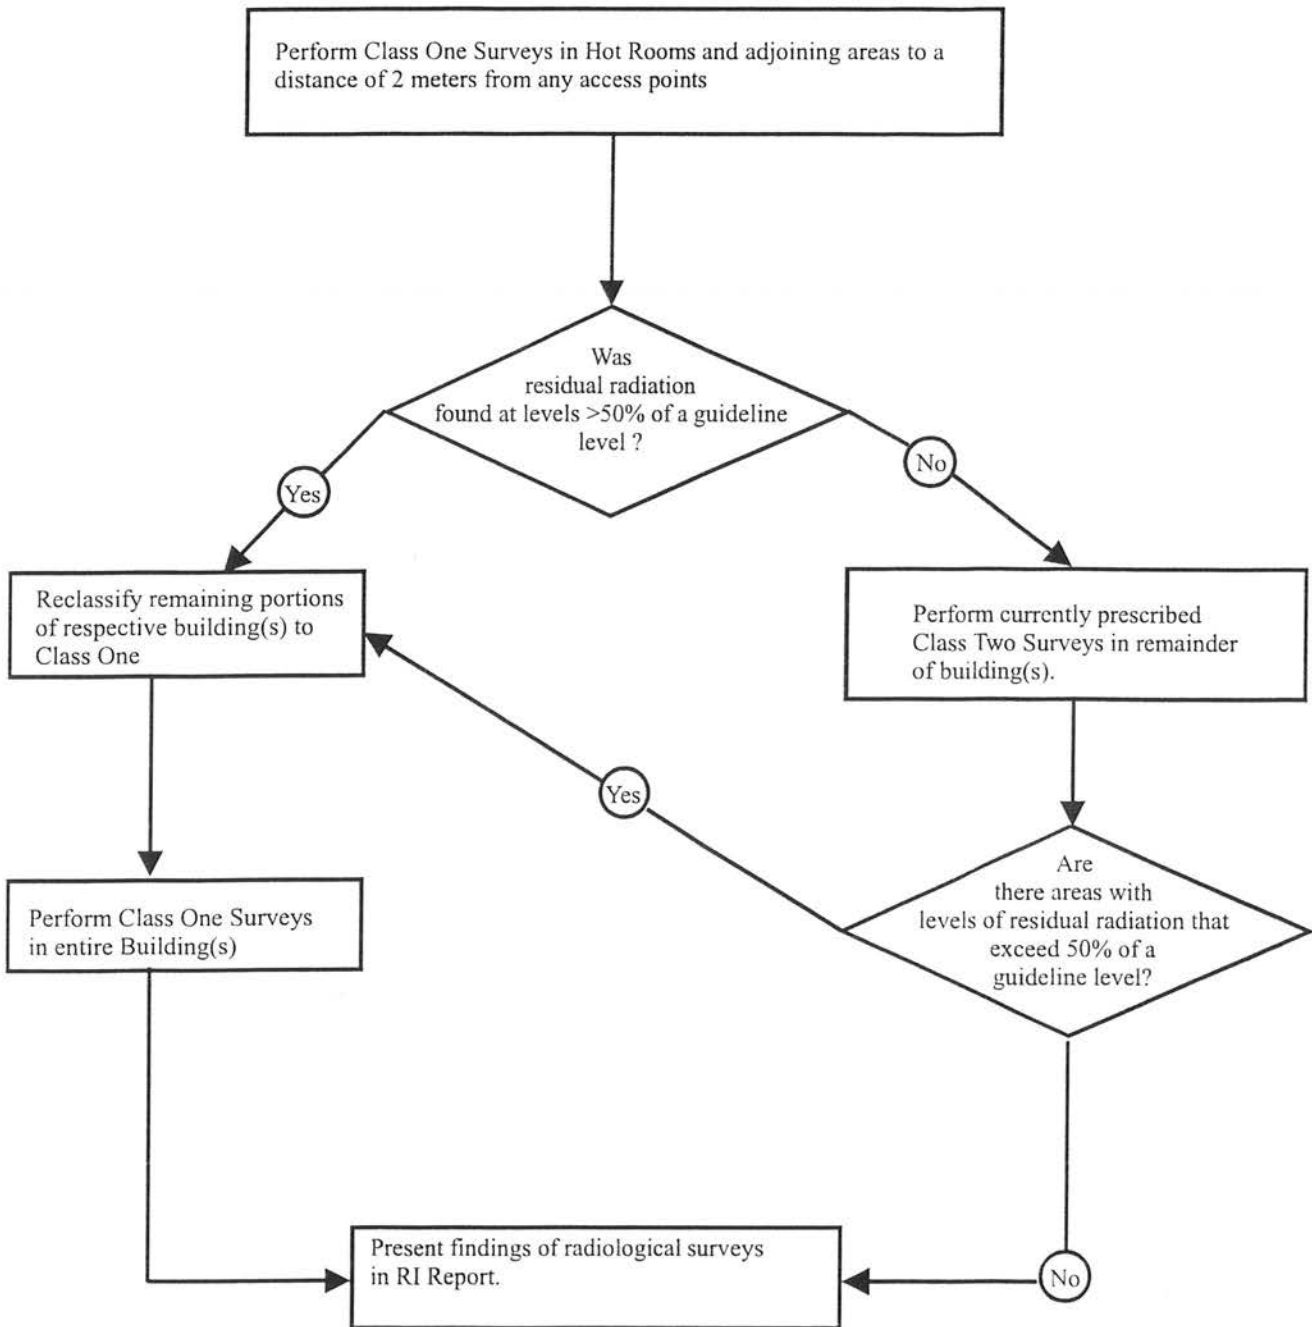 Perform Class One Surveys in Hot Rooms and adjoining areas to a
distance of 2 meters from any access points
Was
residual radiation
found at levels >50% of a guideline
level ?
Yes
No
Reclassify remaining portions
of respective building(s) to
Class One
Perform currently prescribed
Class Two Surveys in remainder
of building(s).
Yes
Are
there areas with
levels of residual radiation that
exceed 50% of a
guideline level?
Perform Class One Surveys
in entire Building(s)
Present findings of radiological surveys
in RI Report.
No